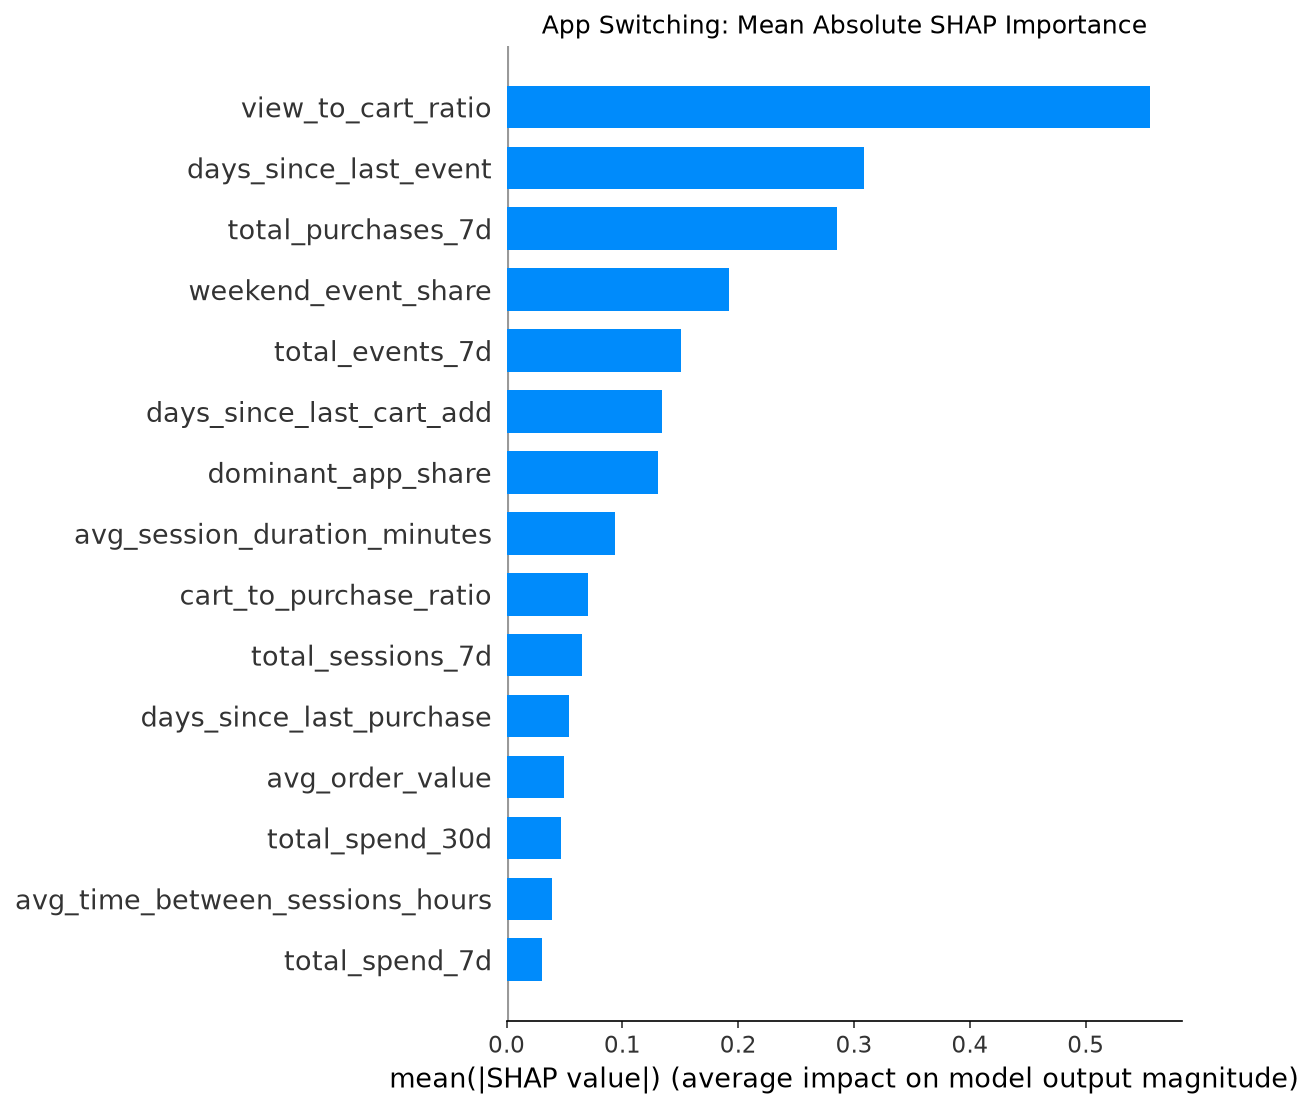 App Switching: Mean Absolute SHAP Importance
view_to_cart_ratio
days_since_last_event
total_purchases_7d
weekend_event_share
total_events_7d
days_since_last_cart_add
dominant_app_share
avg_session_duration_minutes
cart_to_purchase_ratio
total_sessions_7d
days_since_last_purchase
avg_order_value
total_spend_30d
avg_time_between_sessions_hours
total_spend_7d
0.0 0.1 0.2 0.3 0.4 0.5
mean(|SHAP value|) (average impact on model output magnitude)